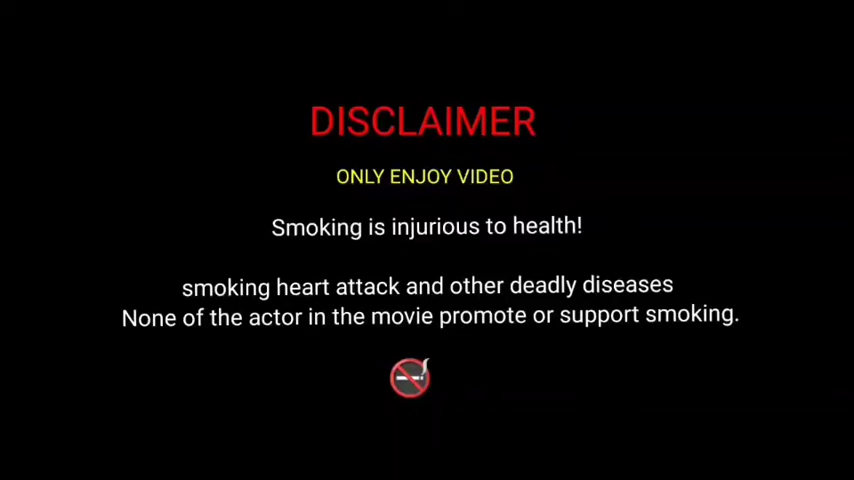 DISCLAIMER
ONLY ENJOY VIDEO
Smoking is injurious to health!
smoking heart attack and other deadly diseases
None of the actor in the movie promote or support smoking.